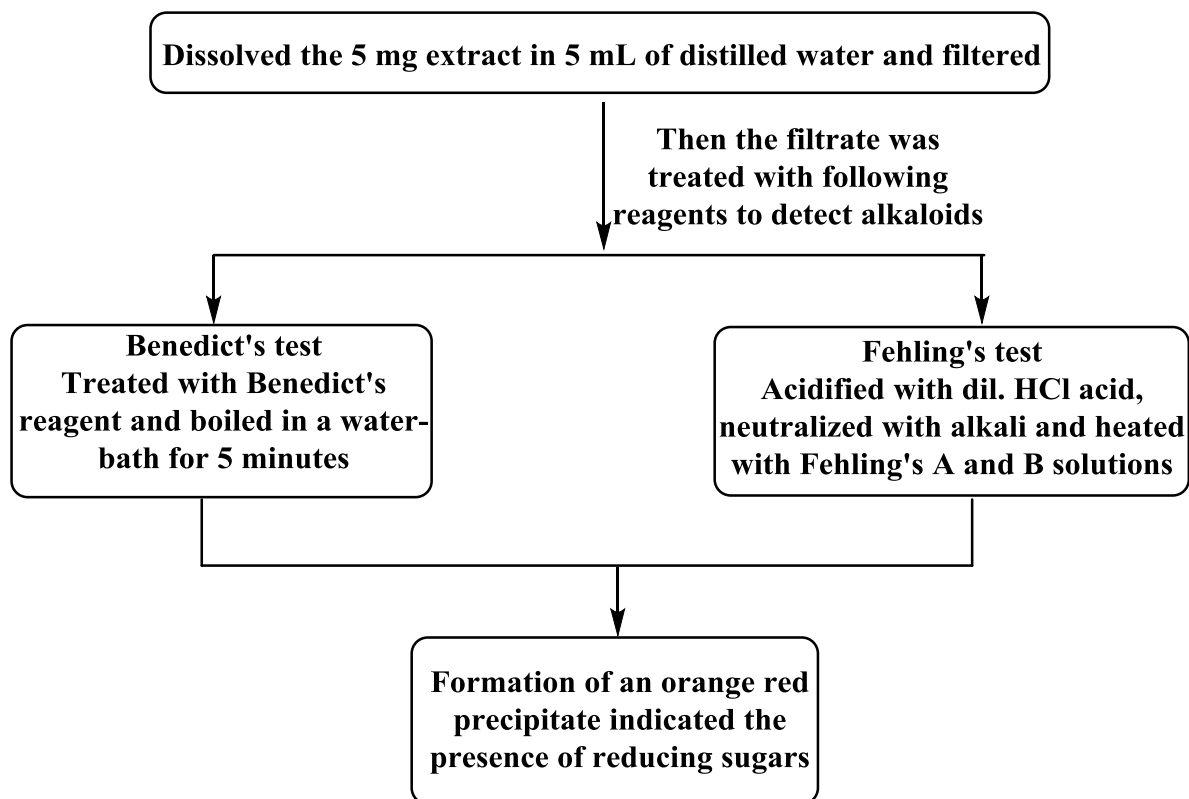 Dissolved the 5 mg extract in 5 mL of distilled water and filtered
Then the filtrate was
treated with following
reagents to detect alkaloids
Benedict's test
Treated with Benedict's
reagent and boiled in a water-
bath for 5 minutes
Fehling's test
Acidified with dil. HCl acid,
neutralized with alkali and heated
with Fehling's A and B solutions
Formation of an orange red
precipitate indicated the
presence of reducing sugars